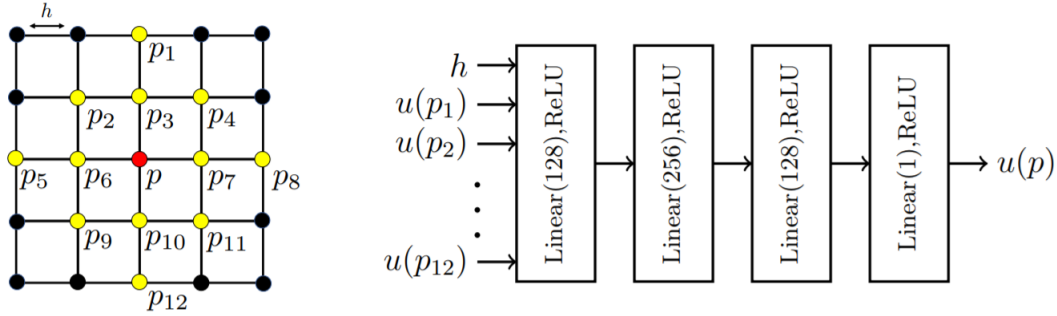 h
p₁
p₂ p₃ p₄
p₅ p₆ p p₇ p₈
p₉ p₁₀ p₁₁
p₁₂
h
u(p₁)
u(p₂)
u(p₁₂)
Linear(128),ReLU
Linear(256),ReLU
Linear(128),ReLU
Linear(1),ReLU
u(p)